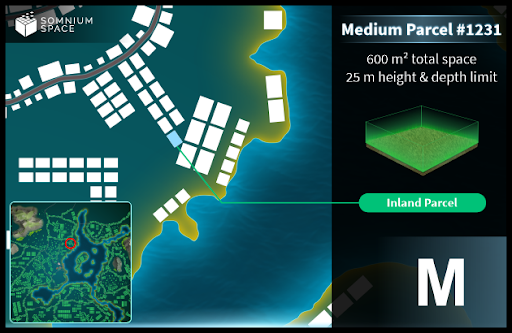 SOMNIUM
SPACE
Medium Parcel #1231
600 m² total space
25 m height & depth limit
Inland Parcel
M